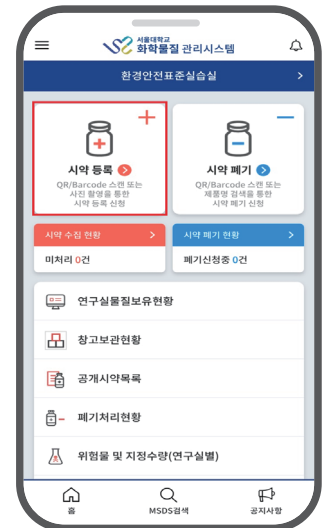 서울대학교
화학물질 관리시스템
환경안전표준실습실 >
시약 등록
QR/Barcode 스캔 또는
사진 촬영을 통한
시약 등록 신청
시약 폐기
QR/Barcode 스캔 또는
제품명 검색을 통한
시약 폐기 신청
시약 수집 현황 >
미처리 0건
시약 폐기 현황 >
폐기신청중 0건
연구실물질보유현황
창고보관현황
공개시약목록
폐기처리현황
위험물 및 지정수량(연구실별)
홈
MSDS검색
공지사항